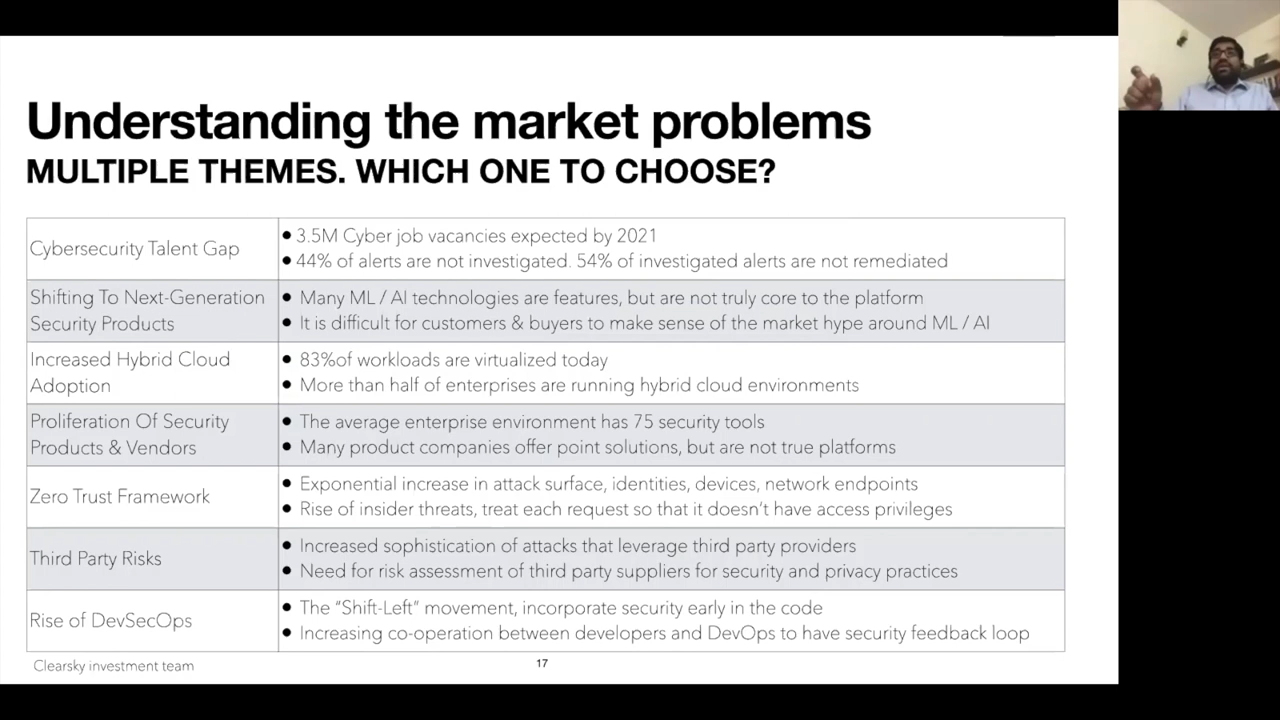 Understanding the market problems
MULTIPLE THEMES. WHICH ONE TO CHOOSE?
Cybersecurity Talent Gap
● 3.5M Cyber job vacancies expected by 2021
● 44% of alerts are not investigated. 54% of investigated alerts are not remediated
Shifting To Next-Generation
Security Products
● Many ML / AI technologies are features, but are not truly core to the platform
● It is difficult for customers & buyers to make sense of the market hype around ML / AI
Increased Hybrid Cloud
Adoption
● 83%of workloads are virtualized today
● More than half of enterprises are running hybrid cloud environments
Proliferation Of Security
Products & Vendors
● The average enterprise environment has 75 security tools
● Many product companies offer point solutions, but are not true platforms
Zero Trust Framework
● Exponential increase in attack surface, identities, devices, network endpoints
● Rise of insider threats, treat each request so that it doesn’t have access privileges
Third Party Risks
● Increased sophistication of attacks that leverage third party providers
● Need for risk assessment of third party suppliers for security and privacy practices
Rise of DevSecOps
● The “Shift-Left” movement, incorporate security early in the code
● Increasing co-operation between developers and DevOps to have security feedback loop
Clearsky investment team
17